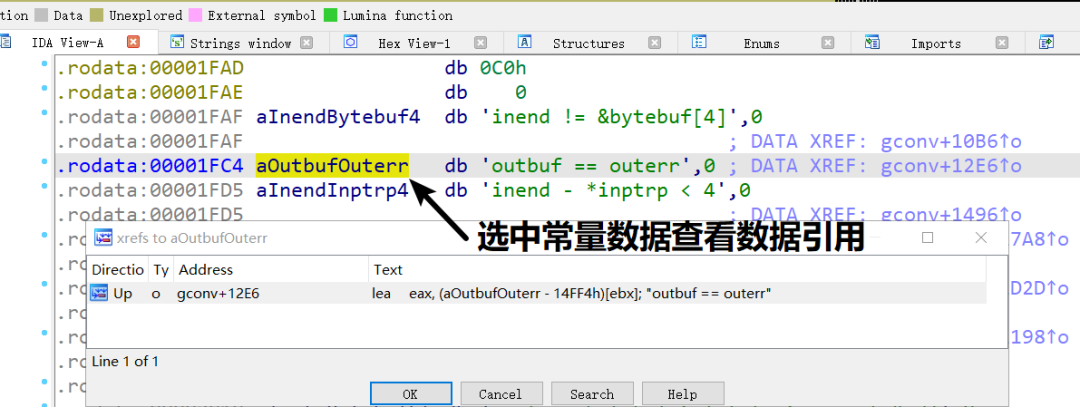 tion Data Unexplored External symbol Lumina function
IDA View-A Strings window Hex View-1 Structures Enums Imports
.rodata:00001FAD db 0C0h
.rodata:00001FAE db 0
.rodata:00001FAF aInendBytebuf4 db 'inend != &bytebuf[4]',0
.rodata:00001FAF ; DATA XREF: gconv+10B6↑o
.rodata:00001FC4 aOutbufOuterr db 'outbuf == outerr',0 ; DATA XREF: gconv+12E6↑o
.rodata:00001FD5 aInendInptrp4 db 'inend - *inptrp < 4',0
.rodata:00001FD5 ; DATA XREF: gconv+1496↑o
选中常量数据查看数据引用
.ro xrefs to aOutbufOuterr 7A8↑o
.ro
Directio Ty Address Text
.ro Up o gconv+12E6 lea eax, (aOutbufOuterr - 14FF4h)[ebx]; "outbuf == outerr" D2D↑o
.ro
.ro 198↑o
.ro Line 1 of 1
.ro OK Cancel Search Help